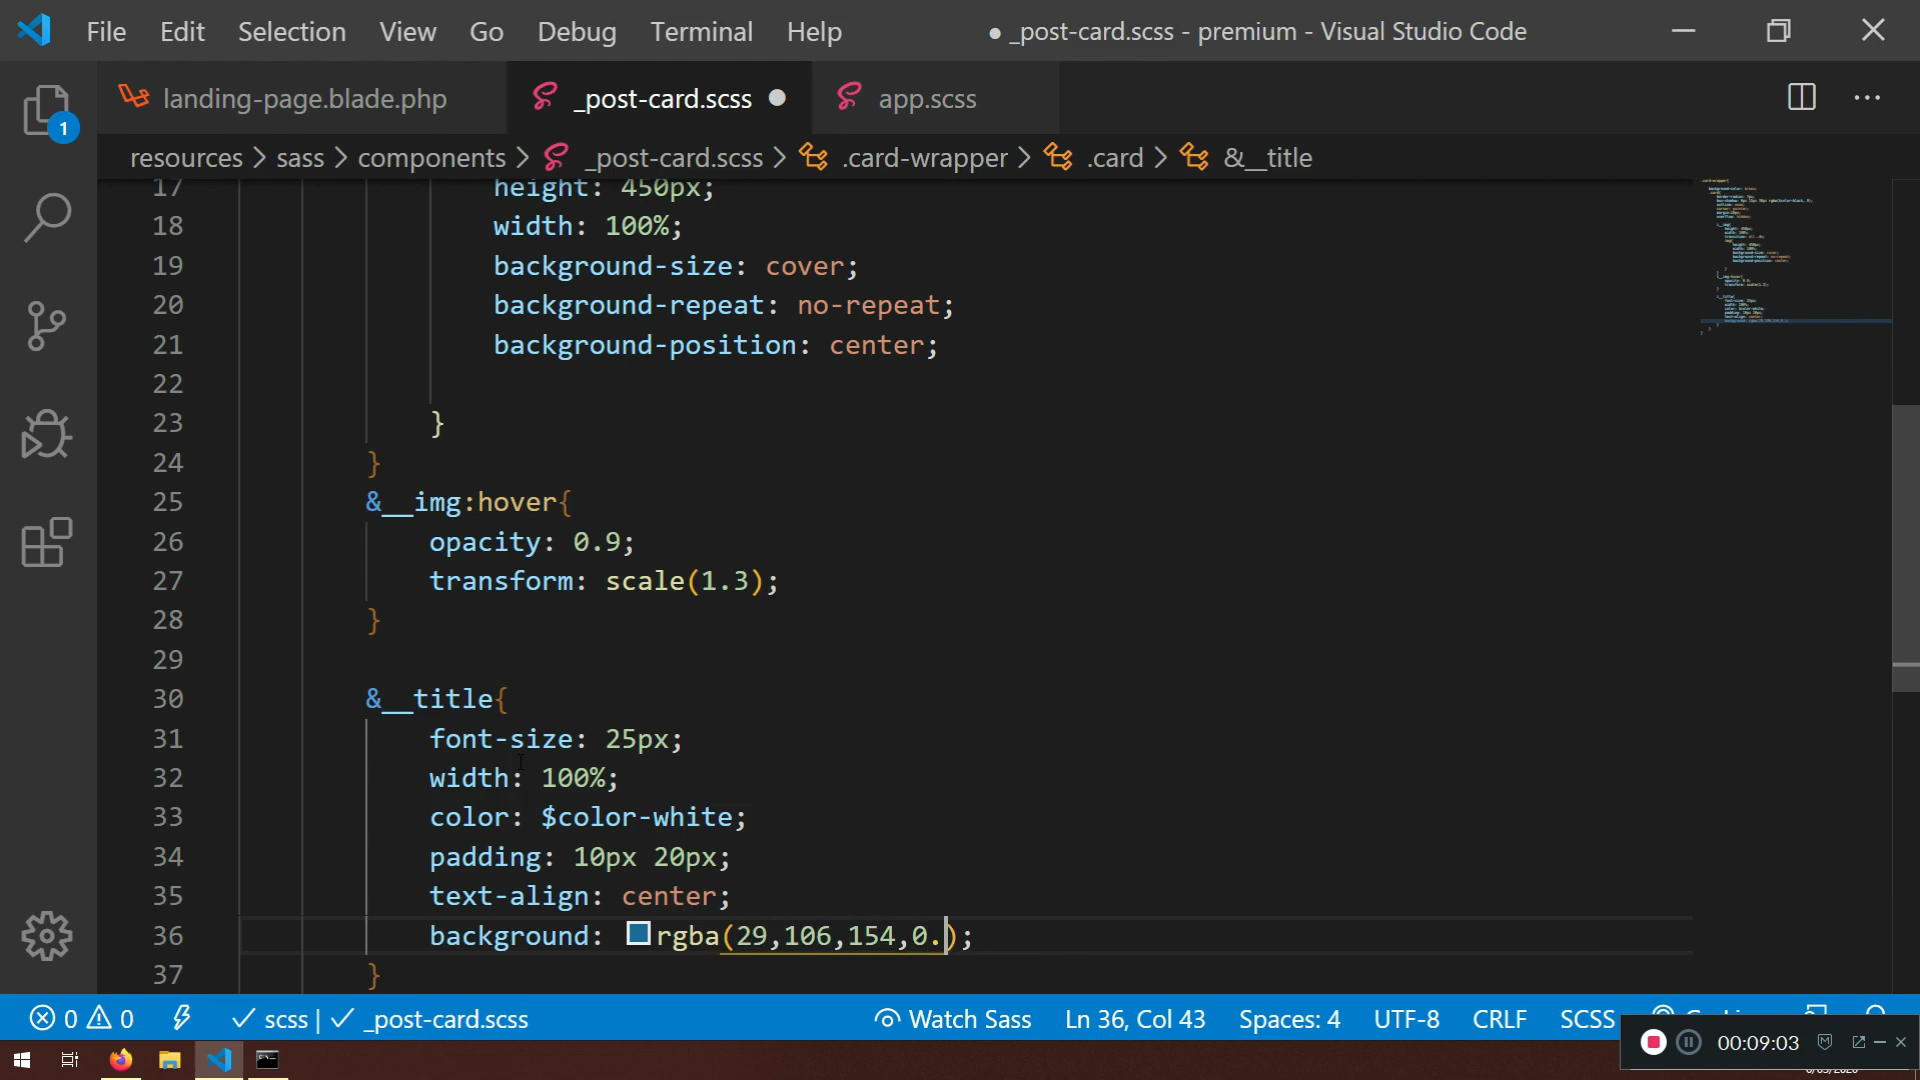 File Edit Selection View Go Debug Terminal Help ● _post-card.scss - premium - Visual Studio Code
landing-page.blade.php _post-card.scss ● app.scss
1
resources > sass > components > _post-card.scss > .card-wrapper > .card > &__title
17 height: 450px;
18 width: 100%;
19 background-size: cover;
20 background-repeat: no-repeat;
21 background-position: center;
22
23 }
24 }
25 &__img:hover{
26 opacity: 0.9;
27 transform: scale(1.3);
28 }
29
30 &__title{
31 font-size: 25px;
32 width: 100%;
33 color: $color-white;
34 padding: 10px 20px;
35 text-align: center;
36 background: rgba(29,106,154,0.);
37 }
0 0 scss | _post-card.scss Watch Sass Ln 36, Col 43 Spaces: 4 UTF-8 CRLF SCSS
00:09:03